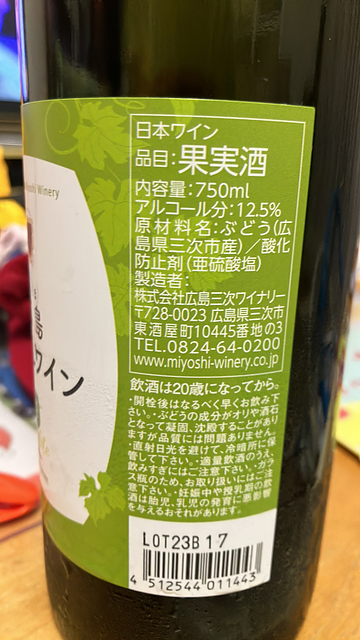 日本ワイン
品目：果実酒
内容量：750ml
アルコール分：12.5%
原材料名：ぶどう（広
島県三次市産）／酸化
防止剤（亜硫酸塩）
製造者：
株式会社広島三次ワイナリー
〒728-0023 広島県三次市
東酒屋町10445番地の3
TEL.0824-64-0200
www.miyoshi-winery.co.jp
飲酒は20歳になってから。
・開栓後はなるべく早くお飲み下
さい。・ぶどうの成分がオリや酒石
となって凝固、沈殿することがあり
ますが品質には問題ありません。
・直射日光を避けて、冷暗所に保
管して下さい。・適量飲酒のうえ、
飲みすぎにはご注意下さい。・ガラ
ス瓶のため、お取り扱いにはご注
意下さい。・妊娠中や授乳期の飲
酒は胎児、乳児の発育に悪影響
を与えるおそれがあります。
LOT23B17
4 512544 011443
Winery
島
ワイン